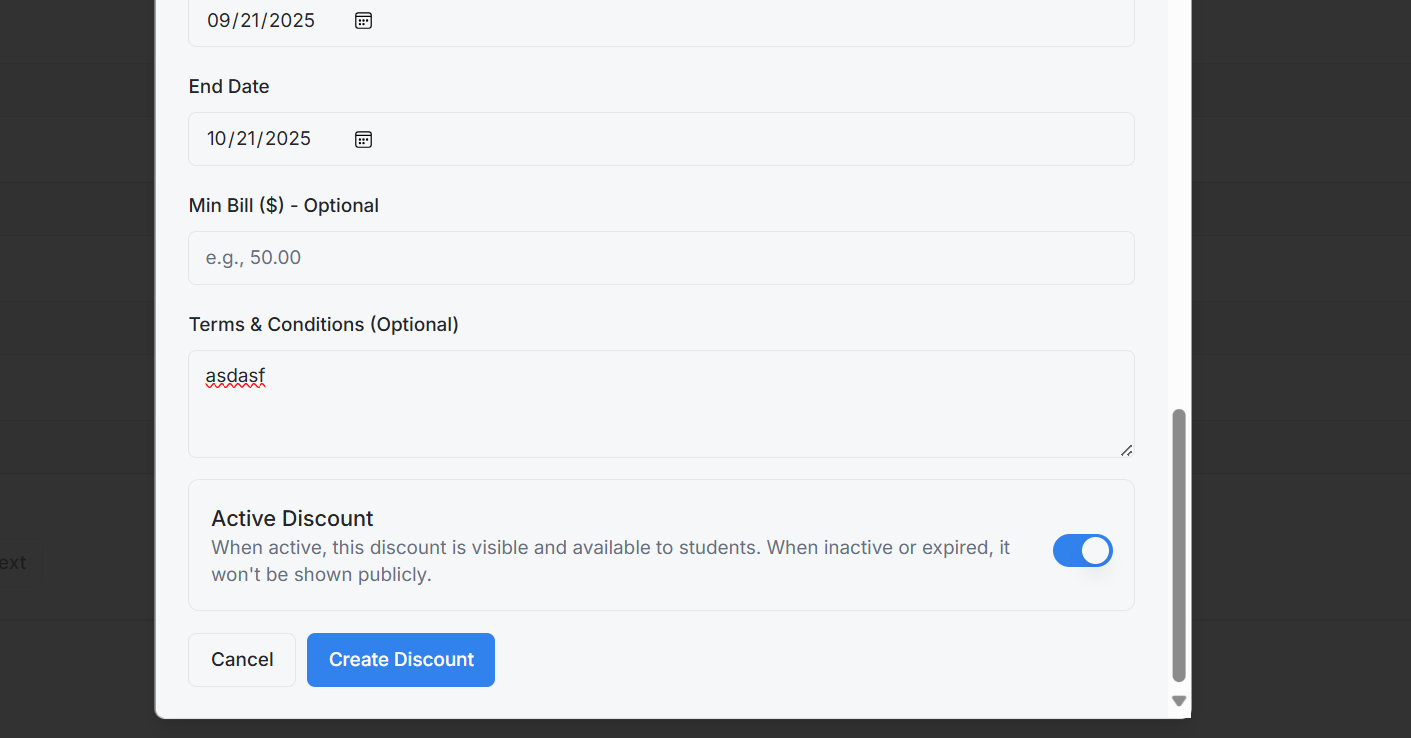 09/21/2025
End Date
10/21/2025
Min Bill ($) - Optional
e.g., 50.00
Terms & Conditions (Optional)
asdasf
Active Discount
When active, this discount is visible and available to students. When inactive or expired, it
won't be shown publicly.
ext
Cancel
Create Discount